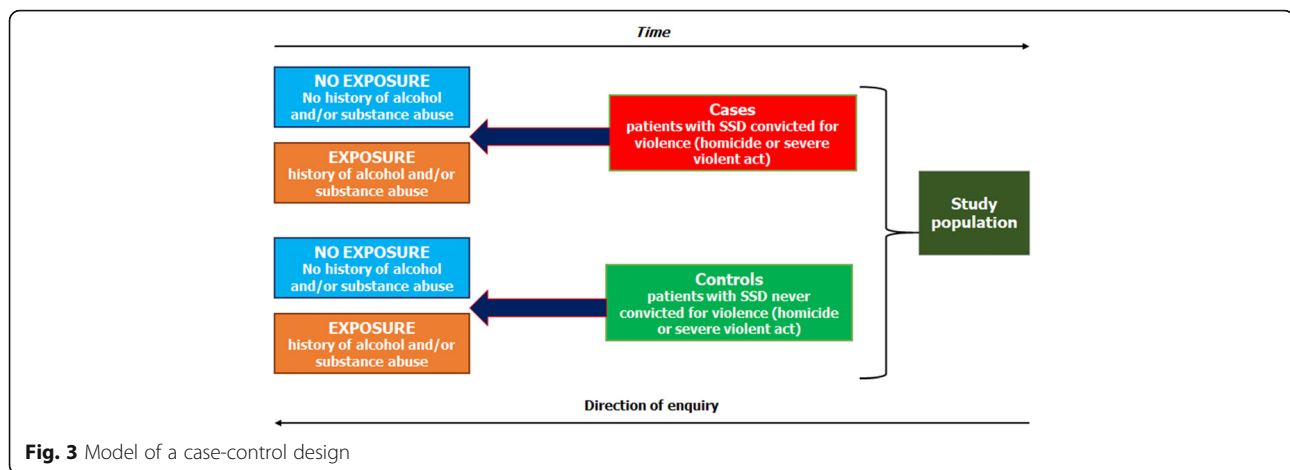 Time
NO EXPOSURE
No history of alcohol
and/or substance abuse
EXPOSURE
history of alcohol and/or
substance abuse
Cases
patients with SSD convicted for
violence (homicide or severe
violent act)
Study
population
NO EXPOSURE
No history of alcohol
and/or substance abuse
EXPOSURE
history of alcohol and/or
substance abuse
Controls
patients with SSD never
convicted for violence (homicide
or severe violent act)
Direction of enquiry
Fig. 3 Model of a case-control design